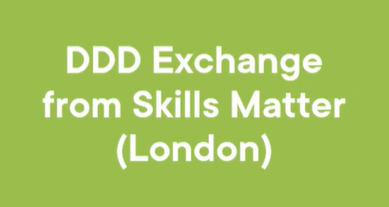 DDD Exchange
from Skills Matter
(London)